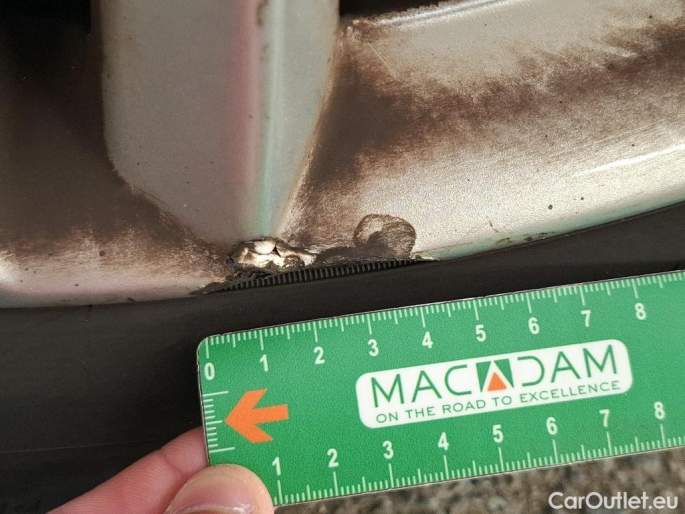 0 1 2 3 4 5 6 7 8
MACADAM
ON THE ROAD TO EXCELLENCE
1 2 3 4 5 6 7 8
CarOutlet.eu